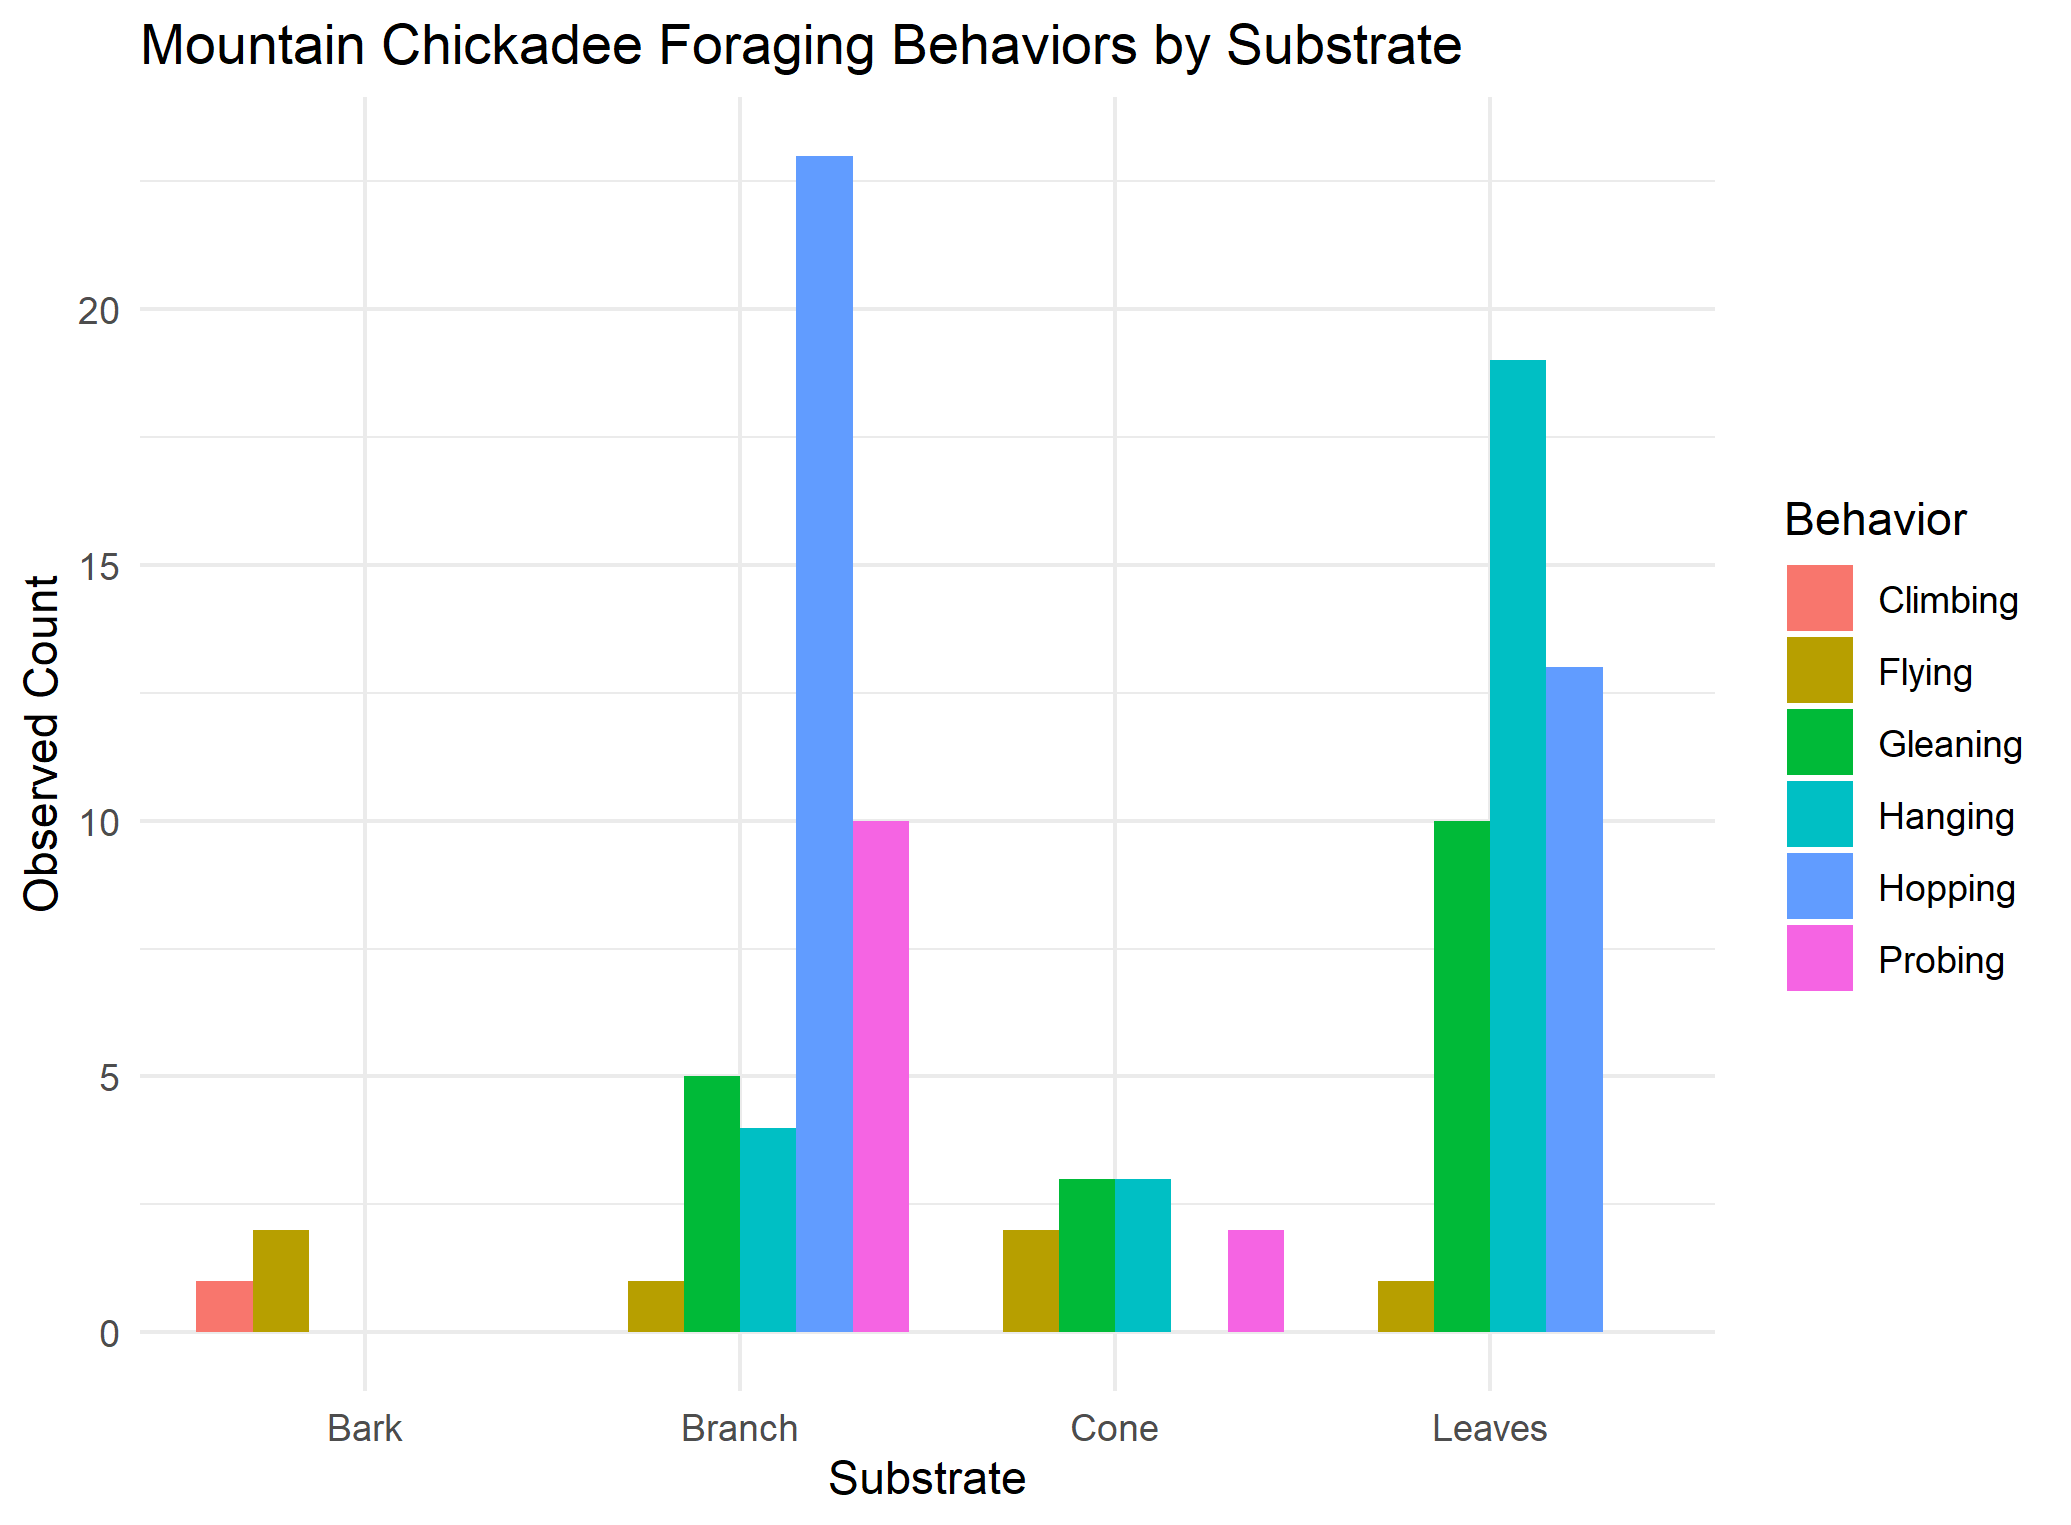 Mountain Chickadee Foraging Behaviors by Substrate
Observed Count
20
15
10
5
0
Bark
Branch
Cone
Leaves
Substrate
Behavior
Climbing
Flying
Gleaning
Hanging
Hopping
Probing